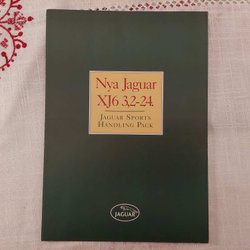 Nya Jaguar
XJ6 3,2-24.
JAGUAR SPORTS
HANDLING PACK
JAGUAR